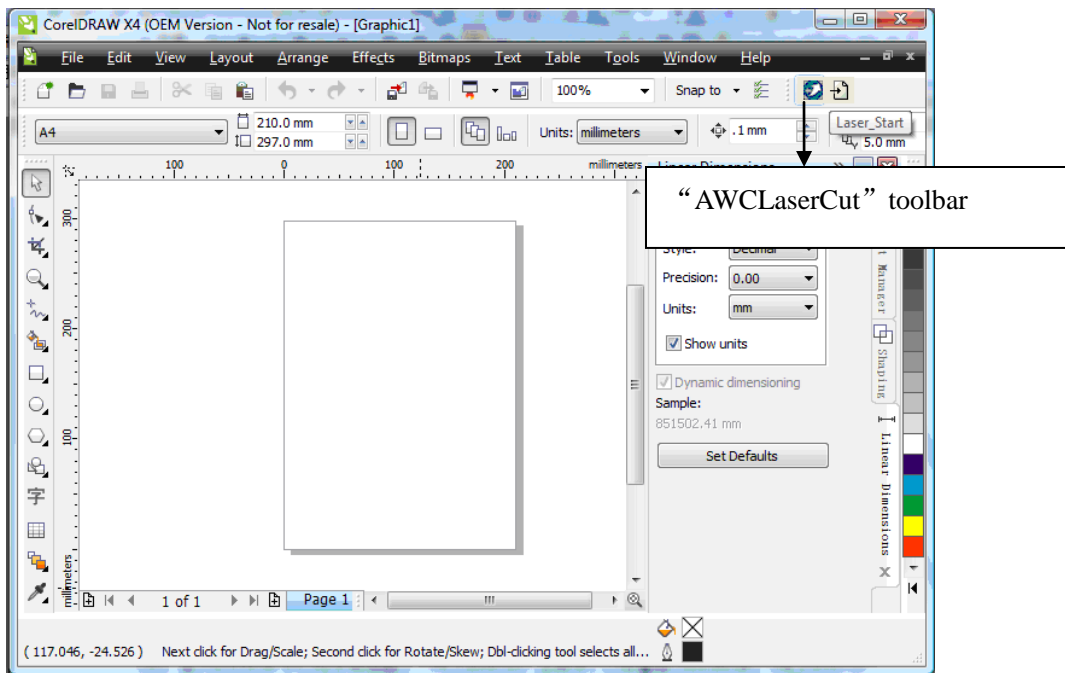 CorelDRAW X4 (OEM Version - Not for resale) - [Graphic1]
File Edit View Layout Arrange Effects Bitmaps Text Table Tools Window Help
100% Snap to
A4 210.0 mm 297.0 mm Units: millimeters .1 mm 5.0 mm
Laser_Start
100 0 100 200 millimeters
“AWCLaserCut” toolbar
300
200
100
millimeters
Style: Decimal
Precision: 0.00
Units: mm
Show units
Dynamic dimensioning
Sample:
851502.41 mm
Set Defaults
Manager
Shaping
Linear Dimensions
字
1 of 1 Page 1
( 117.046, -24.526 ) Next click for Drag/Scale; Second click for Rotate/Skew; Dbl-clicking tool selects all...